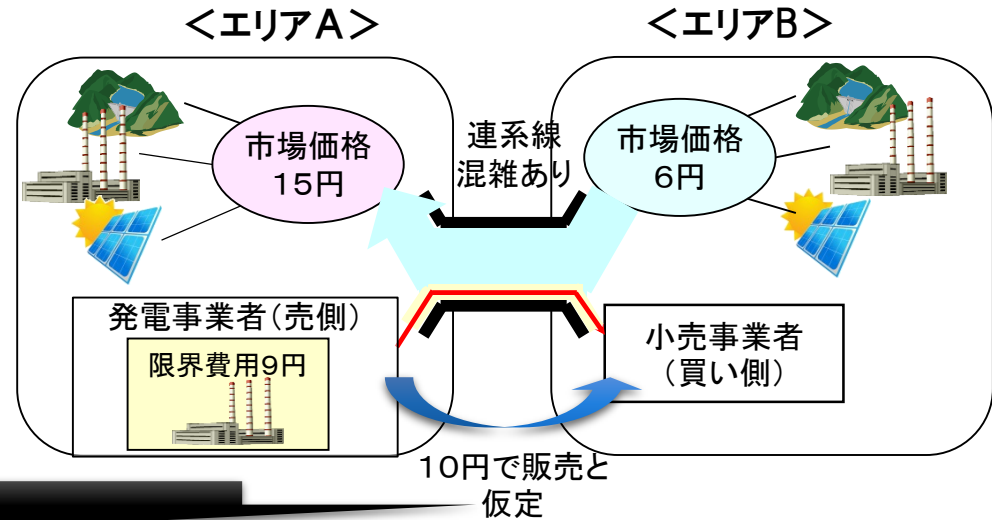 ＜エリアA＞
＜エリアB＞
市場価格
15円
連系線
混雑あり
市場価格
6円
発電事業者（売側）
限界費用9円
小売事業者
（買い側）
10円で販売と
仮定